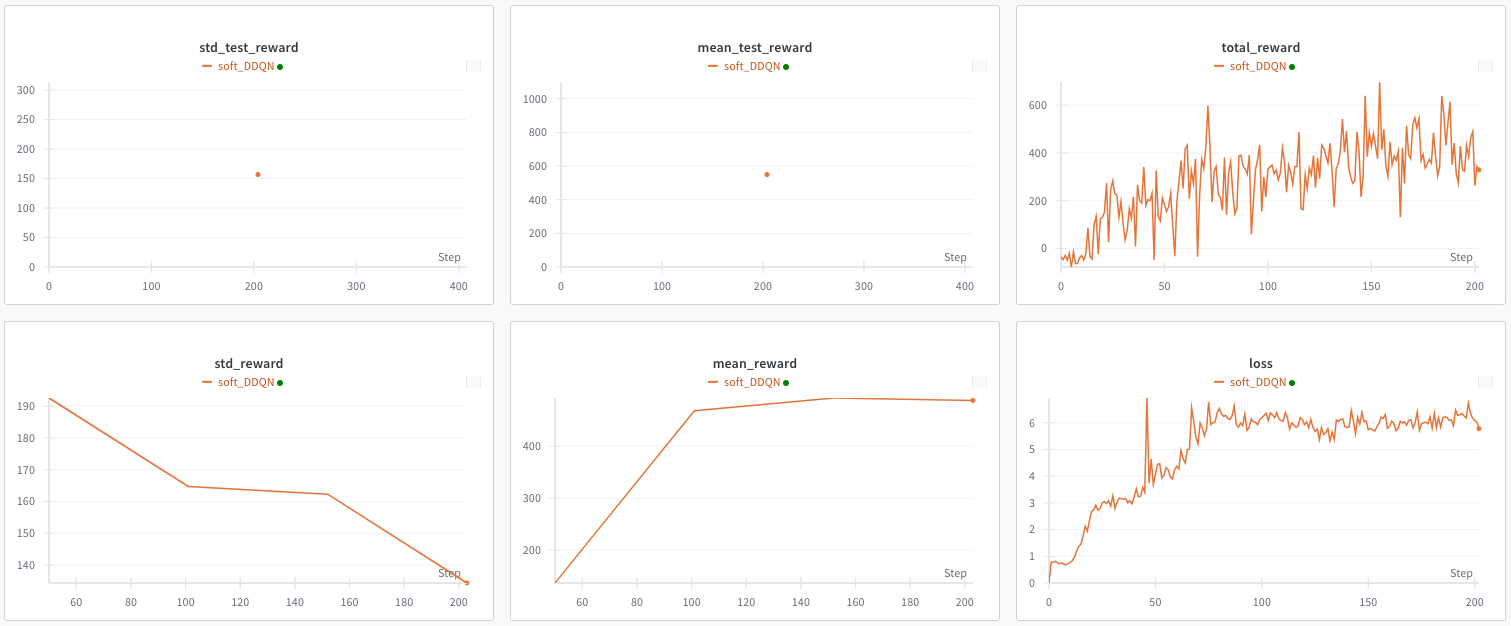 std_test_reward
soft_DDQN
300
250
200
150
100
50
0
Step
0 100 200 300 400
mean_test_reward
soft_DDQN
1000
800
600
400
200
0
Step
0 100 200 300 400
total_reward
soft_DDQN
600
400
200
0
Step
0 50 100 150 200
std_reward
soft_DDQN
190
180
170
160
150
140
Step
60 80 100 120 140 160 180 200
mean_reward
soft_DDQN
400
300
200
Step
60 80 100 120 140 160 180 200
loss
soft_DDQN
6
5
4
3
2
1
0
Step
0 50 100 150 200